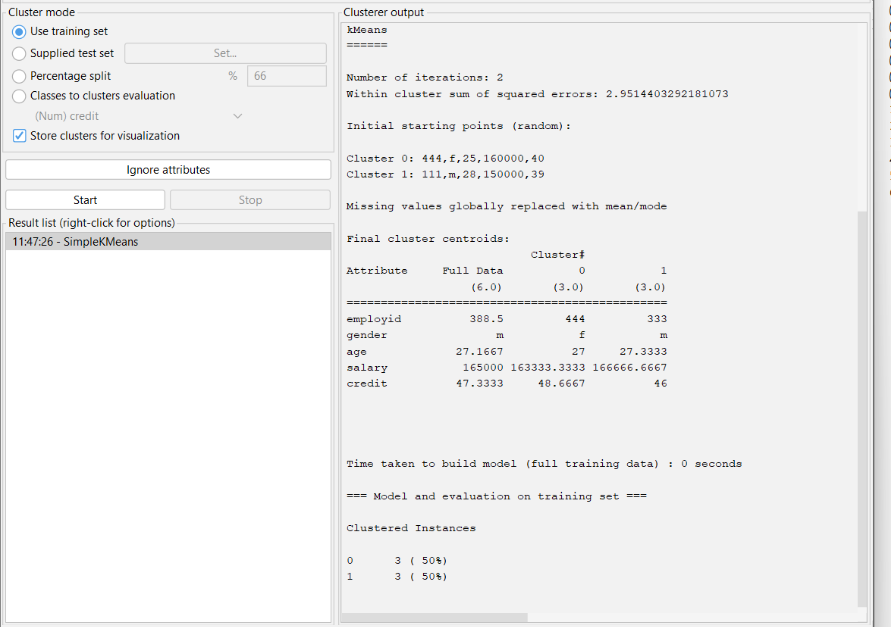 Cluster mode
Use training set
Supplied test set Set...
Percentage split % 66
Classes to clusters evaluation
(Num) credit
Store clusters for visualization
Ignore attributes
Start Stop
Result list (right-click for options)
11:47:26 - SimpleKMeans
Clusterer output
kMeans
======
Number of iterations: 2
Within cluster sum of squared errors: 2.9514403292181073
Initial starting points (random):
Cluster 0: 444,f,25,160000,40
Cluster 1: 111,m,28,150000,39
Missing values globally replaced with mean/mode
Final cluster centroids:
Cluster#
Attribute Full Data 0 1
(6.0) (3.0) (3.0)
===============================================
employid 388.5 444 333
gender m f m
age 27.1667 27 27.3333
salary 165000 163333.3333 166666.6667
credit 47.3333 48.6667 46
Time taken to build model (full training data) : 0 seconds
=== Model and evaluation on training set ===
Clustered Instances
0 3 ( 50%)
1 3 ( 50%)